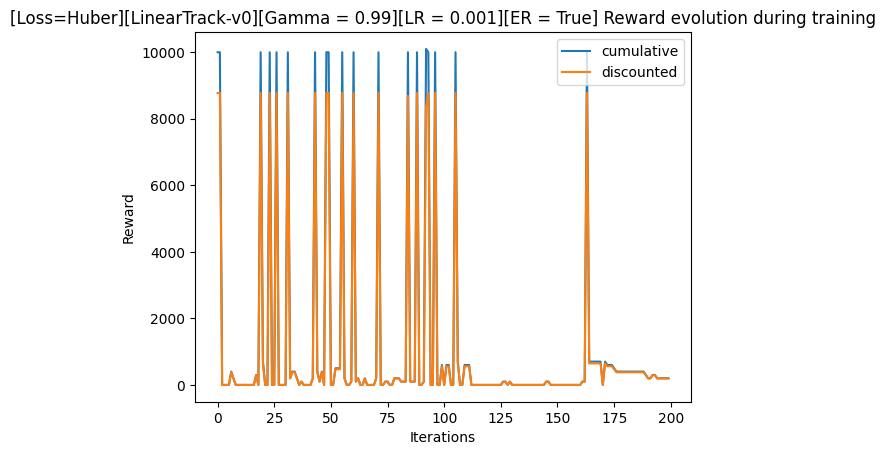 [Loss=Huber][LinearTrack-v0][Gamma = 0.99][LR = 0.001][ER = True] Reward evolution during training
cumulative
discounted
10000
8000
6000
4000
2000
0
Reward
0 25 50 75 100 125 150 175 200
Iterations